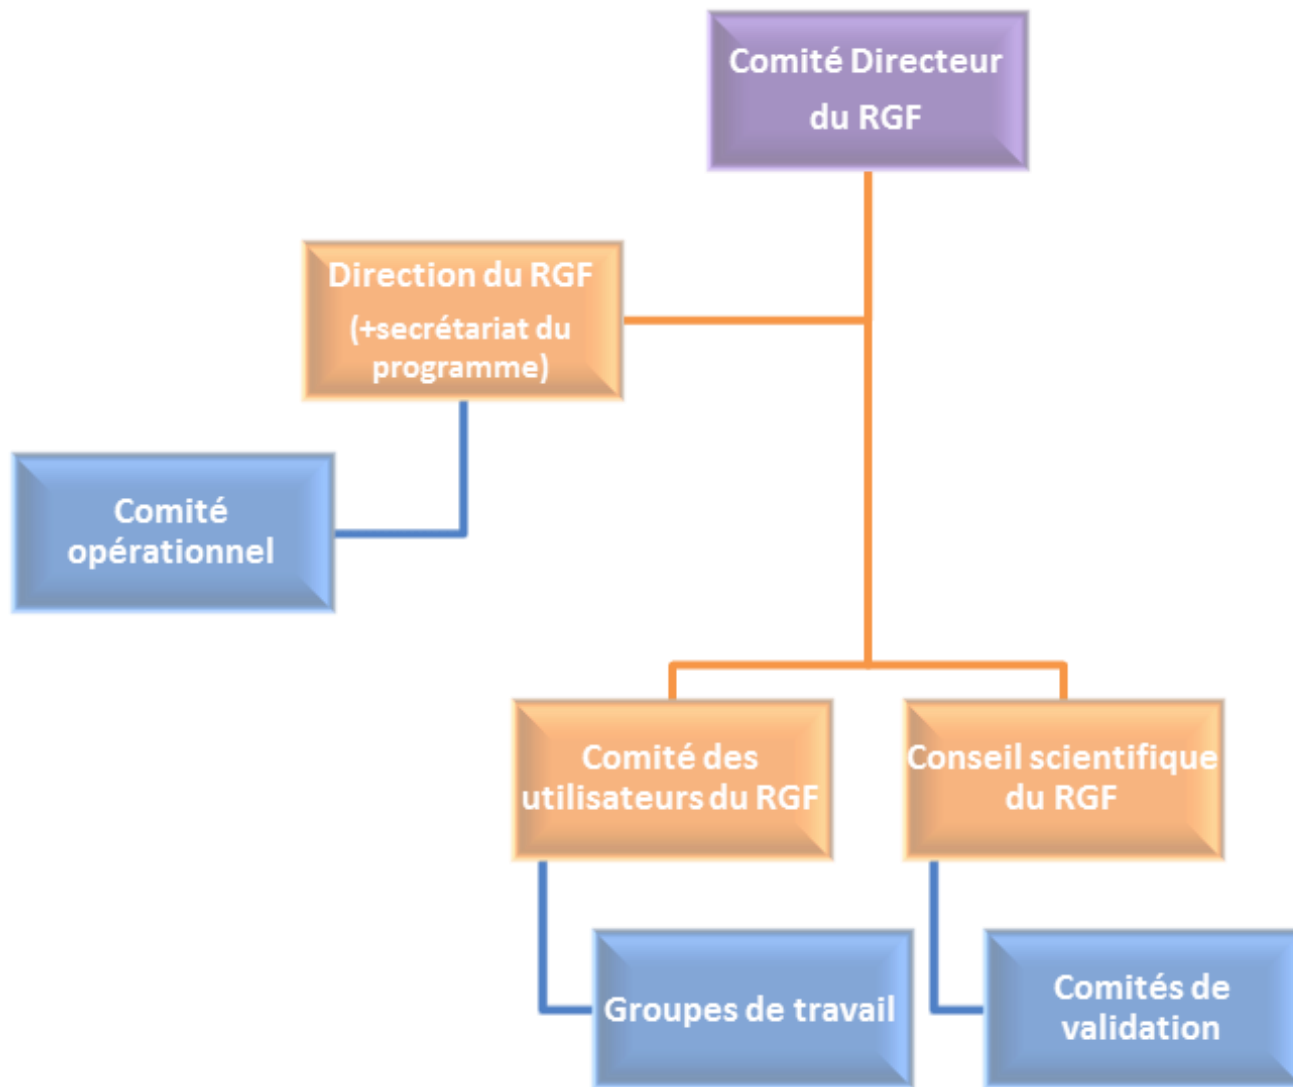 Comité Directeur
du RGF
Direction du RGF
(+secrétariat du
programme)
Comité
opérationnel
Comité des
utilisateurs du RGF
Conseil scientifique
du RGF
Groupes de travail
Comités de
validation